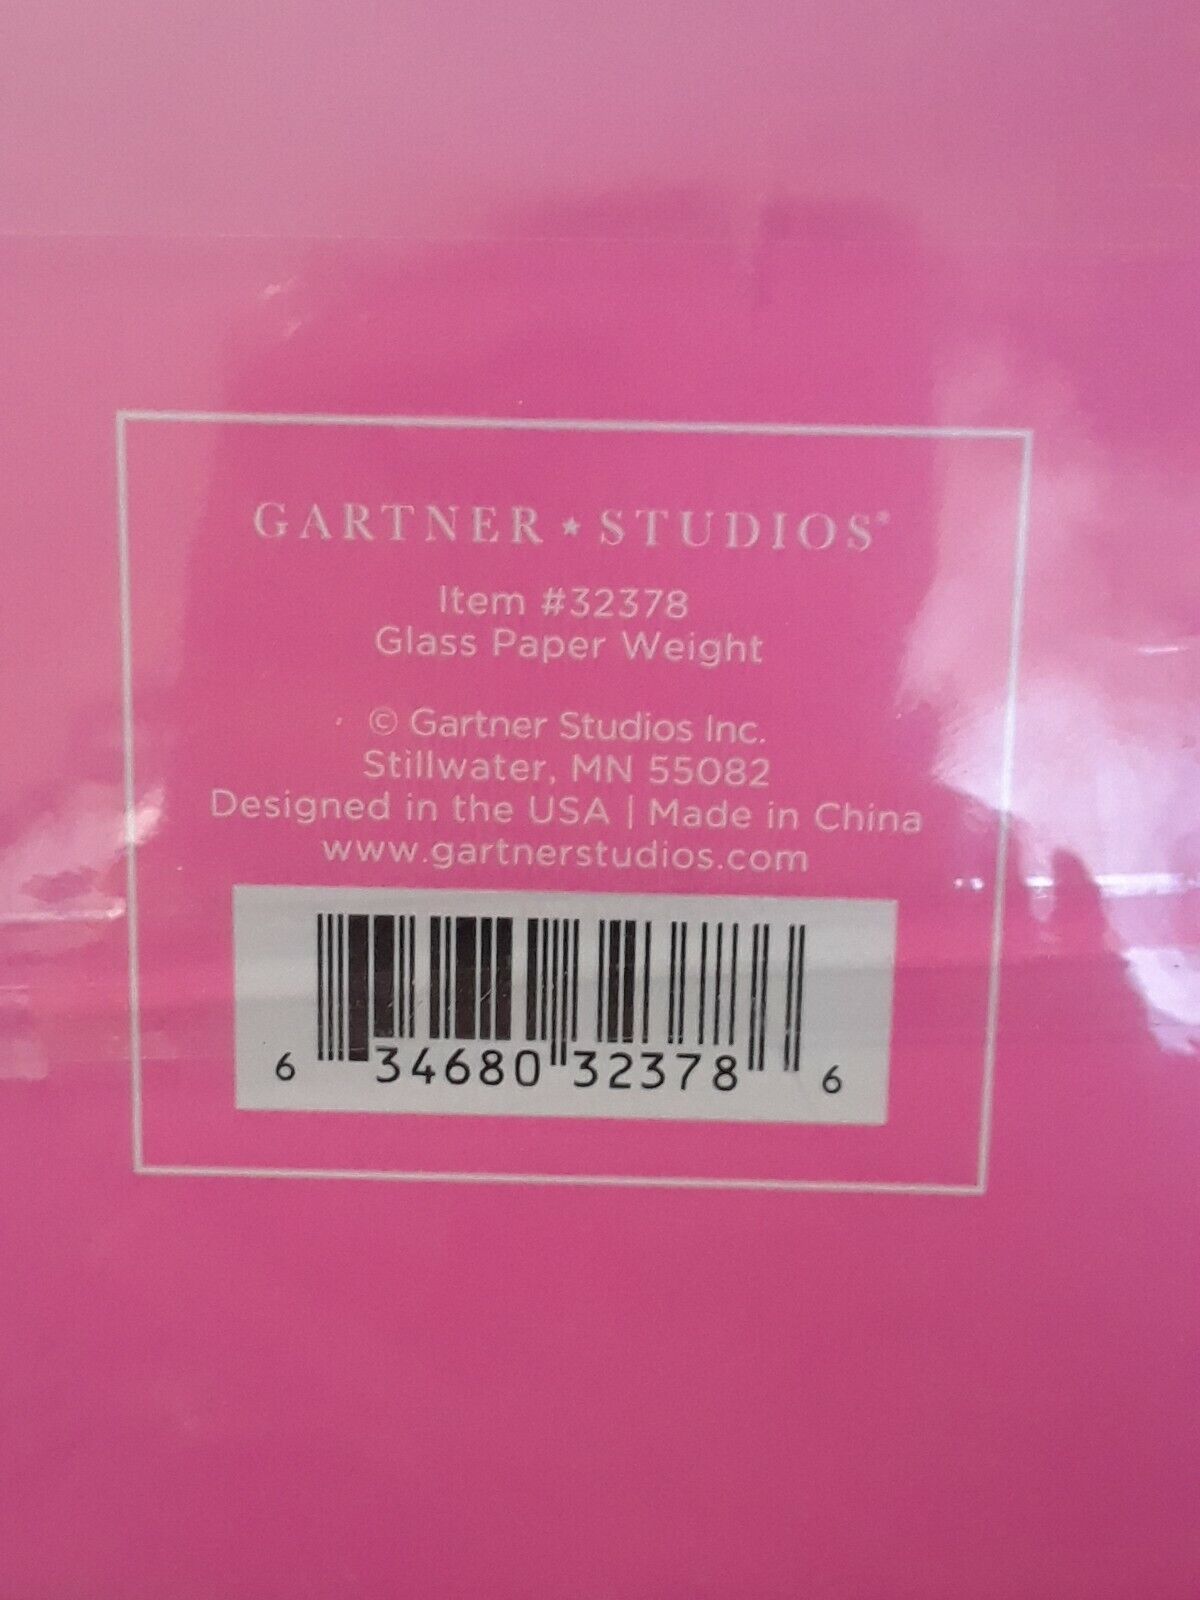 GARTNER ★ STUDIOS®
Item #32378
Glass Paper Weight
© Gartner Studios Inc.
Stillwater, MN 55082
Designed in the USA | Made in China
www.gartnerstudios.com
6 34680 32378 6